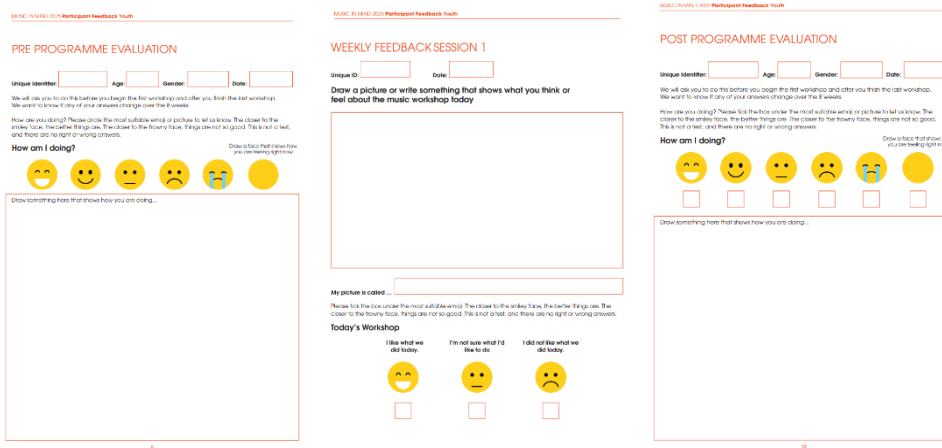 MUSIC IN MIND 2025 Participant Feedback Youth
PRE PROGRAMME EVALUATION
Unique Identifier:
Age:
Gender:
Date:
We will ask you to do this before you begin the first workshop and after you finish the last workshop.
We want to know if any of your answers change over the 8 weeks.
How are you doing? Please circle the most suitable emoji or picture to let us know. The closer to the
smiley face, the better things are. The closer to the frowny face, things are not so good. This is not a test,
and there are no right or wrong answers.
How am I doing?
Draw a face that shows how
you are feeling right now
Draw something here that shows how you are doing...
MUSIC IN MIND 2025 Participant Feedback Youth
WEEKLY FEEDBACK SESSION 1
Unique ID:
Date:
Draw a picture or write something that shows what you think or
feel about the music workshop today
My picture is called ...
Please tick the box under the most suitable emoji. The closer to the smiley face, the better things are. The
closer to the frowny face, things are not so good. This is not a test, and there are no right or wrong answers.
Today's Workshop
I like what we
did today.
I'm not sure what I'd
like to do
I did not like what we
did today.
MUSIC IN MIND 2025 Participant Feedback Youth
POST PROGRAMME EVALUATION
Unique Identifier:
Age:
Gender:
Date:
We will ask you to do this before you begin the first workshop and after you finish the last workshop.
We want to know if any of your answers change over the 8 weeks
How are you doing? Please tick the box under the most suitable emoji or picture to let us know. The
closer to the smiley face, the better things are. The closer to the frowny face, things are not so good.
This is not a test, and there are no right or wrong answers.
How am I doing?
Draw a face that shows
you are feeling right
Draw something here that shows how you are doing...